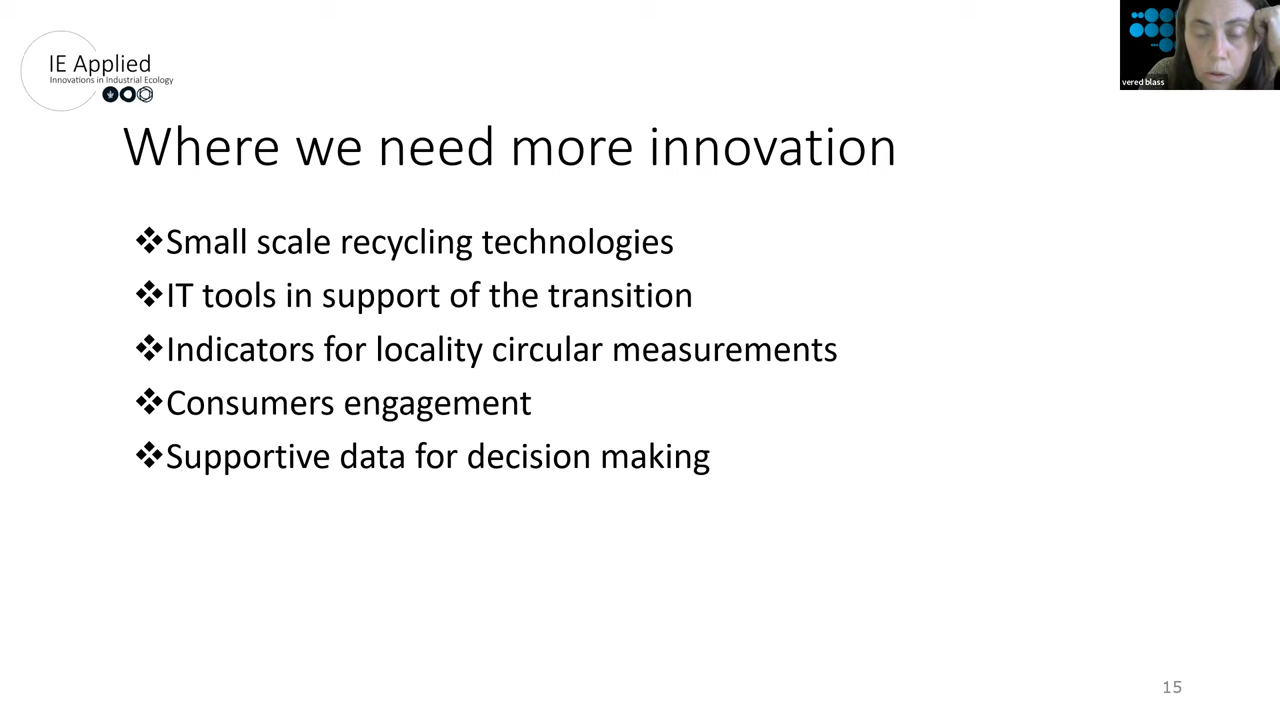 IE Applied
Innovations in Industrial Ecology
vered blass
Where we need more innovation
❖Small scale recycling technologies
❖IT tools in support of the transition
❖Indicators for locality circular measurements
❖Consumers engagement
❖Supportive data for decision making
15